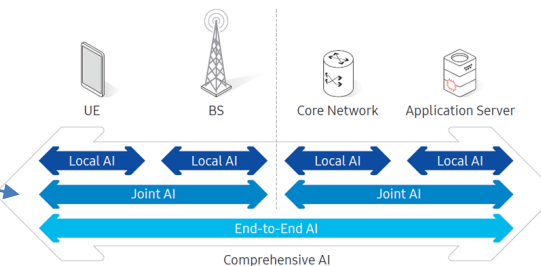 UE
BS
Core Network
Application Server
Local AI
Local AI
Local AI
Local AI
Joint AI
Joint AI
End-to-End AI
Comprehensive AI